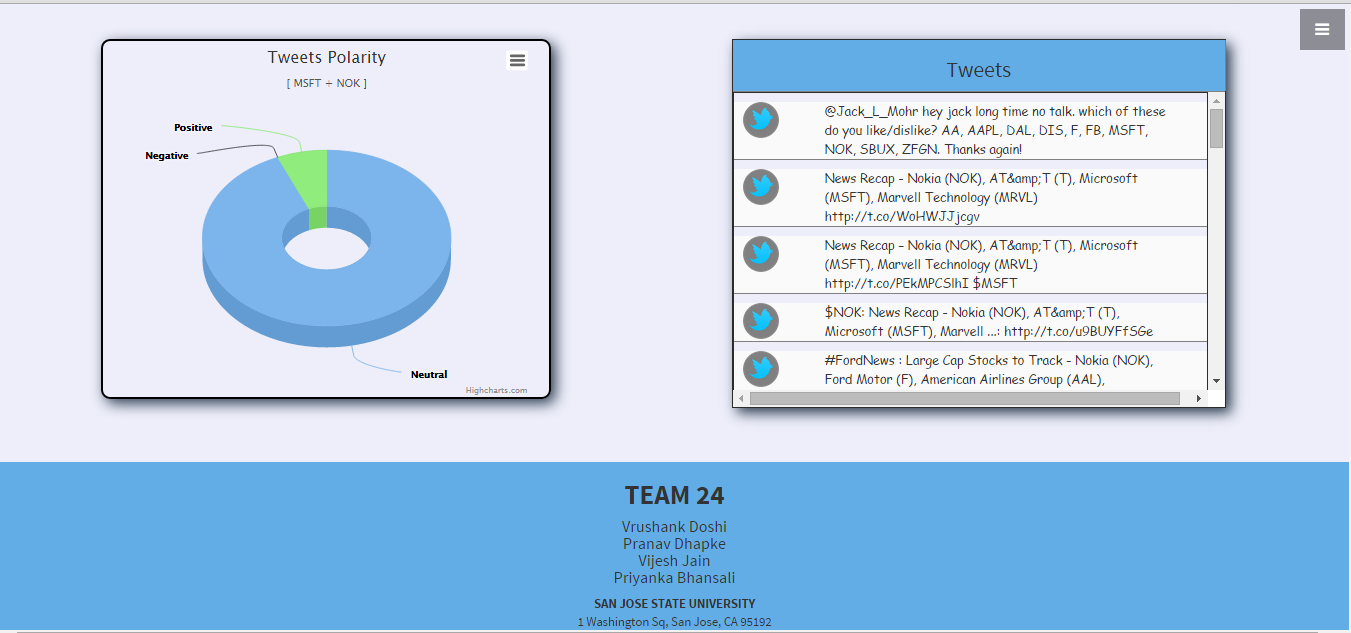 Tweets Polarity
[ MSFT + NOK ]
Positive
Negative
Neutral
Highcharts.com
Tweets
@Jack_L_Mohr hey jack long time no talk. which of these
do you like/dislike? AA, AAPL, DAL, DIS, F, FB, MSFT,
NOK, SBUX, ZFGN. Thanks again!
News Recap - Nokia (NOK), AT&amp;T (T), Microsoft
(MSFT), Marvell Technology (MRVL)
http://t.co/WoHWJJjcgv
News Recap - Nokia (NOK), AT&amp;T (T), Microsoft
(MSFT), Marvell Technology (MRVL)
http://t.co/PEkMPCSlhI $MSFT
$NOK: News Recap - Nokia (NOK), AT&amp;T (T),
Microsoft (MSFT), Marvell ...: http://t.co/u9BUYFfSGe
#FordNews : Large Cap Stocks to Track - Nokia (NOK),
Ford Motor (F), American Airlines Group (AAL),
TEAM 24
Vrushank Doshi
Pranav Dhapke
Vijesh Jain
Priyanka Bhansali
SAN JOSE STATE UNIVERSITY
1 Washington Sq, San Jose, CA 95192